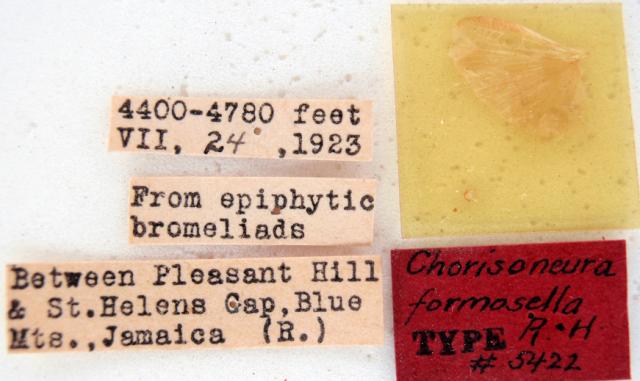 4400-4780 feet
VII, 24 ,1923
From epiphytic
bromeliads
Between Pleasant Hill
& St.Helens Gap,Blue
Mts.,Jamaica (R.)
Chorisoneura
formosella
TYPE R.+H
# 5422